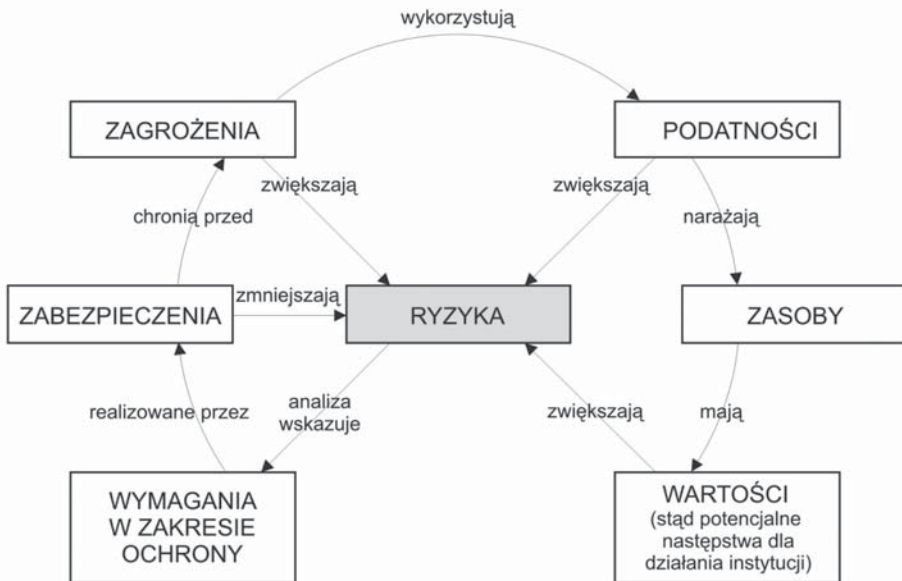 wykorzystują
ZAGROŻENIA
PODATNOŚCI
zwiększają
zwiększają
chronią przed
narażają
zmniejszają
ZABEZPIECZENIA
RYZYKA
ZASOBY
realizowane przez
analiza
wskazuje
zwiększają
mają
WYMAGANIA
W ZAKRESIE
OCHRONY
WARTOŚCI
(stąd potencjalne
następstwa dla
działania instytucji)